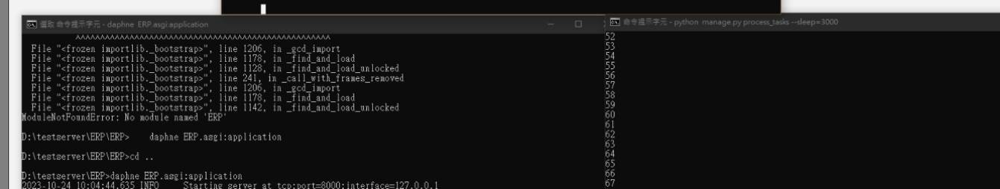 選取 命令提示字元 - daphne ERP.asgi:application
^^^^^^^^^^^^^^^^^^^^^^^^^^^^^^^^^^^^^^^^^^^^^^^^^^^^
File "<frozen importlib._bootstrap>", line 1206, in _gcd_import
File "<frozen importlib._bootstrap>", line 1178, in _find_and_load
File "<frozen importlib._bootstrap>", line 1128, in _find_and_load_unlocked
File "<frozen importlib._bootstrap>", line 241, in _call_with_frames_removed
File "<frozen importlib._bootstrap>", line 1206, in _gcd_import
File "<frozen importlib._bootstrap>", line 1178, in _find_and_load
File "<frozen importlib._bootstrap>", line 1142, in _find_and_load_unlocked
ModuleNotFoundError: No module named 'ERP'
D:\testserver\ERP\ERP>    daphne ERP.asgi:application
D:\testserver\ERP\ERP>cd ..
D:\testserver\ERP>daphne ERP.asgi:application
2023-10-24 10:04:44,635 INFO     Starting server at tcp:port=8000:interface=127.0.0.1
命令提示字元 - python manage.py process_tasks --sleep=3000
52
53
54
55
56
57
58
59
60
61
62
63
64
65
66
67